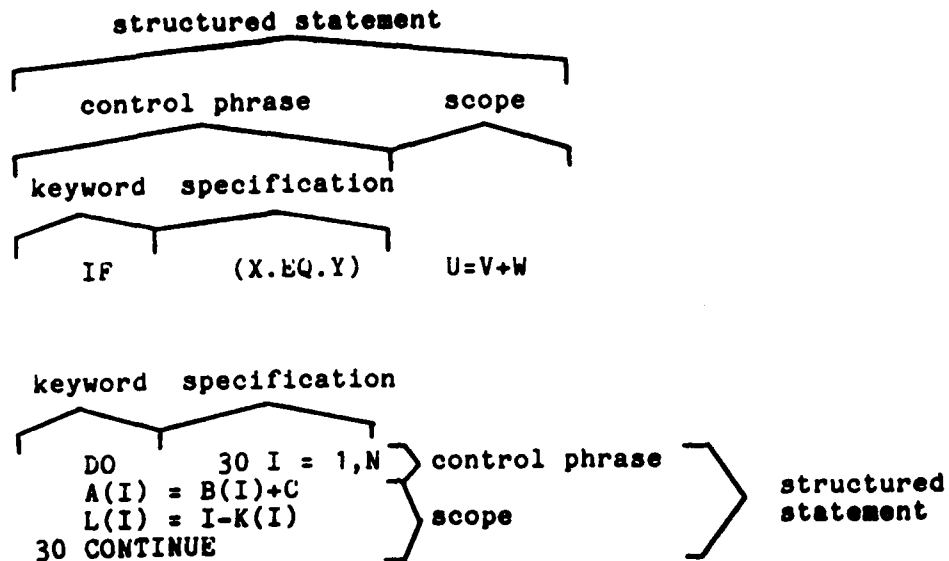 structured statement
control phrase scope
keyword specification
IF (X.EQ.Y) U=V+W
keyword specification
DO 30 I = 1,N control phrase
A(I) = B(I)+C structured
L(I) = I-K(I) scope statement
30 CONTINUE